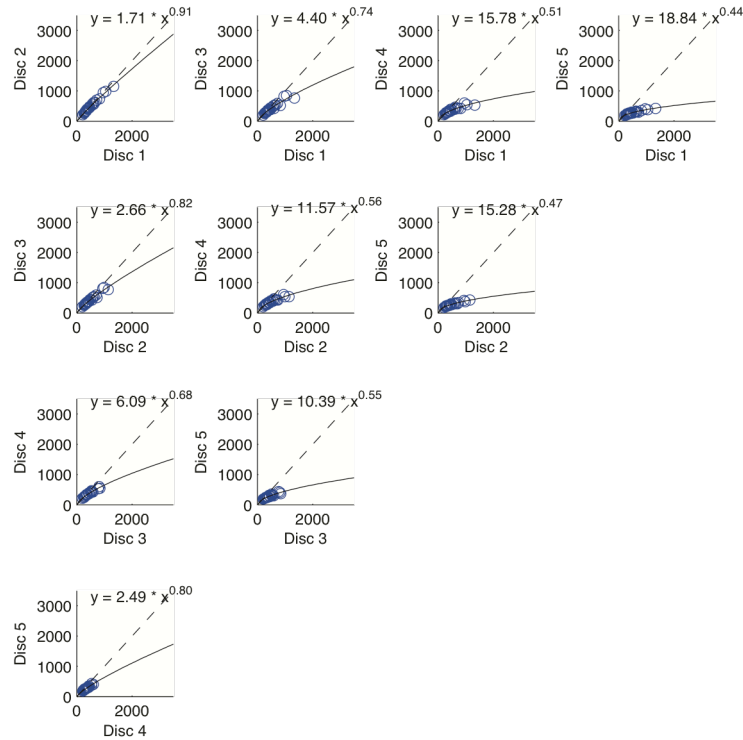 y = 1.71 * x^0.91
3000
2000
1000
0
Disc 2
0 2000
Disc 1
y = 4.40 * x^0.74
3000
2000
1000
0
Disc 3
0 2000
Disc 1
y = 15.78 * x^0.51
3000
2000
1000
0
Disc 4
0 2000
Disc 1
y = 18.84 * x^0.44
3000
2000
1000
0
Disc 5
0 2000
Disc 1
y = 2.66 * x^0.82
3000
2000
1000
0
Disc 3
0 2000
Disc 2
y = 11.57 * x^0.56
3000
2000
1000
0
Disc 4
0 2000
Disc 2
y = 15.28 * x^0.47
3000
2000
1000
0
Disc 5
0 2000
Disc 2
y = 6.09 * x^0.68
3000
2000
1000
0
Disc 4
0 2000
Disc 3
y = 10.39 * x^0.55
3000
2000
1000
0
Disc 5
0 2000
Disc 3
y = 2.49 * x^0.80
3000
2000
1000
0
Disc 5
0 2000
Disc 4